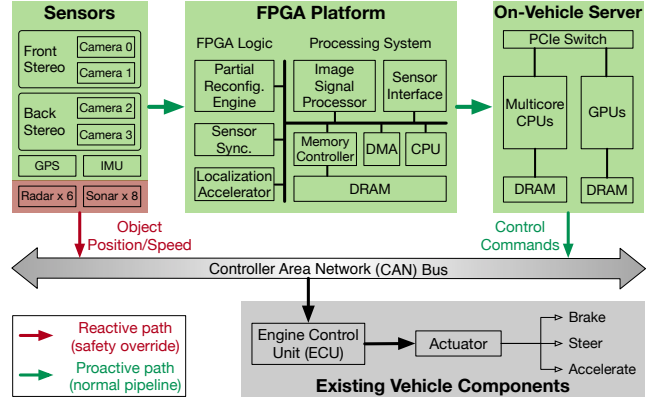 Sensors
Front
Stereo
Camera 0
Camera 1
Back
Stereo
Camera 2
Camera 3
GPS
IMU
Radar x 6
Sonar x 8
FPGA Platform
FPGA Logic
Processing System
Partial
Reconfig.
Engine
Sensor
Sync.
Localization
Accelerator
Image
Signal
Processor
Sensor
Interface
Memory
Controller
DMA
CPU
DRAM
On-Vehicle Server
PCIe Switch
Multicore
CPUs
GPUs
DRAM
DRAM
Object
Position/Speed
Control
Commands
Controller Area Network (CAN) Bus
Reactive path
(safety override)
Proactive path
(normal pipeline)
Engine Control
Unit (ECU)
Actuator
Brake
Steer
Accelerate
Existing Vehicle Components